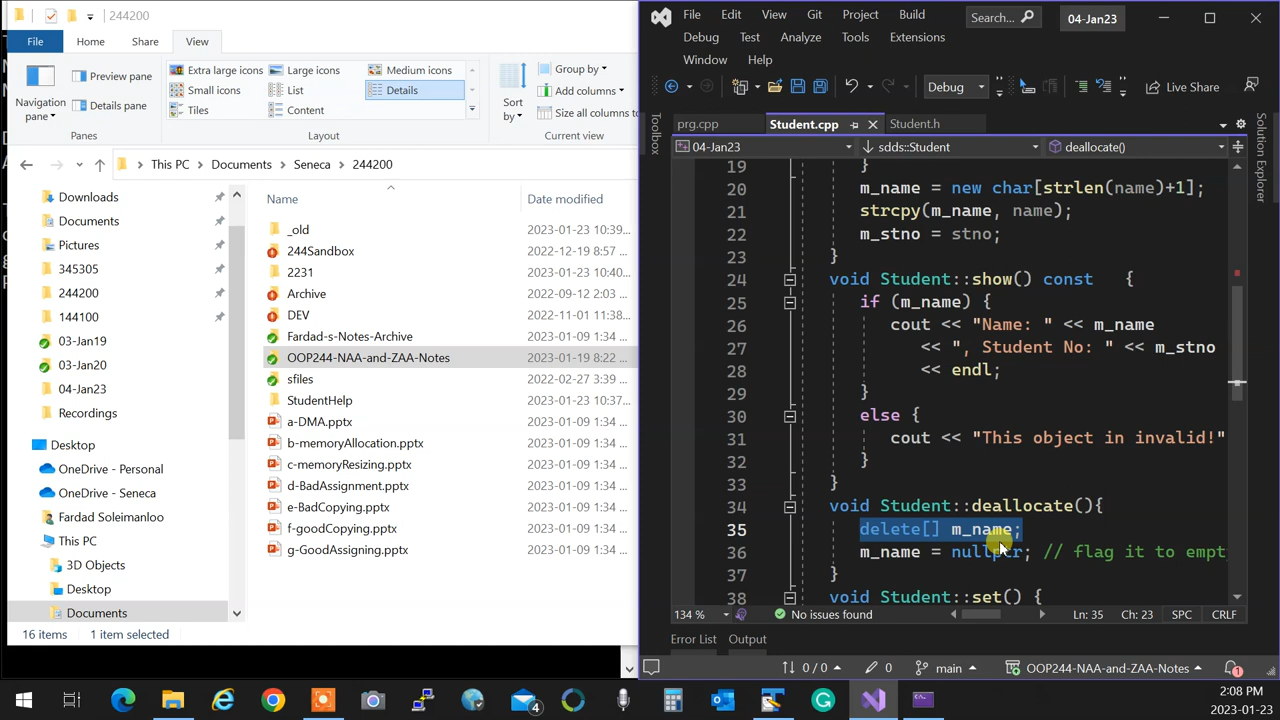 244200
File Home Share View
Navigation pane
Preview pane
Details pane
Panes
Extra large icons Large icons Medium icons
Small icons List Details
Tiles Content
Layout
Sort by
Group by
Add columns
Size all columns to
Current view
This PC Documents Seneca 244200
Downloads
Documents
Pictures
345305
244200
144100
03-Jan19
03-Jan20
04-Jan23
Recordings
Desktop
OneDrive - Personal
OneDrive - Seneca
Fardad Soleimanloo
This PC
3D Objects
Desktop
Documents
Name Date modified
_old 2023-01-23 10:39...
244Sandbox 2022-12-19 8:57 ...
2231 2023-01-23 10:40...
Archive 2022-09-12 2:03 ...
DEV 2022-11-01 11:38...
Fardad-s-Notes-Archive 2023-01-09 1:34 ...
OOP244-NAA-and-ZAA-Notes 2023-01-19 8:22 ...
sfiles 2022-02-27 3:39 ...
StudentHelp 2023-01-23 10:37...
a-DMA.pptx 2023-01-09 1:34 ...
b-memoryAllocation.pptx 2023-01-09 1:34 ...
c-memoryResizing.pptx 2023-01-09 1:34 ...
d-BadAssignment.pptx 2023-01-09 1:34 ...
e-BadCopying.pptx 2023-01-09 1:34 ...
f-goodCopying.pptx 2023-01-09 1:34 ...
g-GoodAssigning.pptx 2023-01-09 1:34 ...
16 items 1 item selected
File Edit View Git Project Build
Debug Test Analyze Tools Extensions
Window Help
Search...
04-Jan23
Debug
Live Share
Toolbox
Solution Explorer
prg.cpp Student.cpp Student.h
04-Jan23 sdds::Student deallocate()
19 }
20 m_name = new char[strlen(name)+1];
21 strcpy(m_name, name);
22 m_stno = stno;
23 }
24 void Student::show() const {
25 if (m_name) {
26 cout << "Name: " << m_name
27 << ", Student No: " << m_stno
28 << endl;
29 }
30 else {
31 cout << "This object in invalid!"
32 }
33 }
34 void Student::deallocate(){
35 delete[] m_name;
36 m_name = nullptr; // flag it to empty
37 }
38 void Student::set() {
134 % No issues found Ln: 35 Ch: 23 SPC CRLF
Error List Output
0 / 0 0 main OOP244-NAA-and-ZAA-Notes 1
4
2:08 PM
2023-01-23